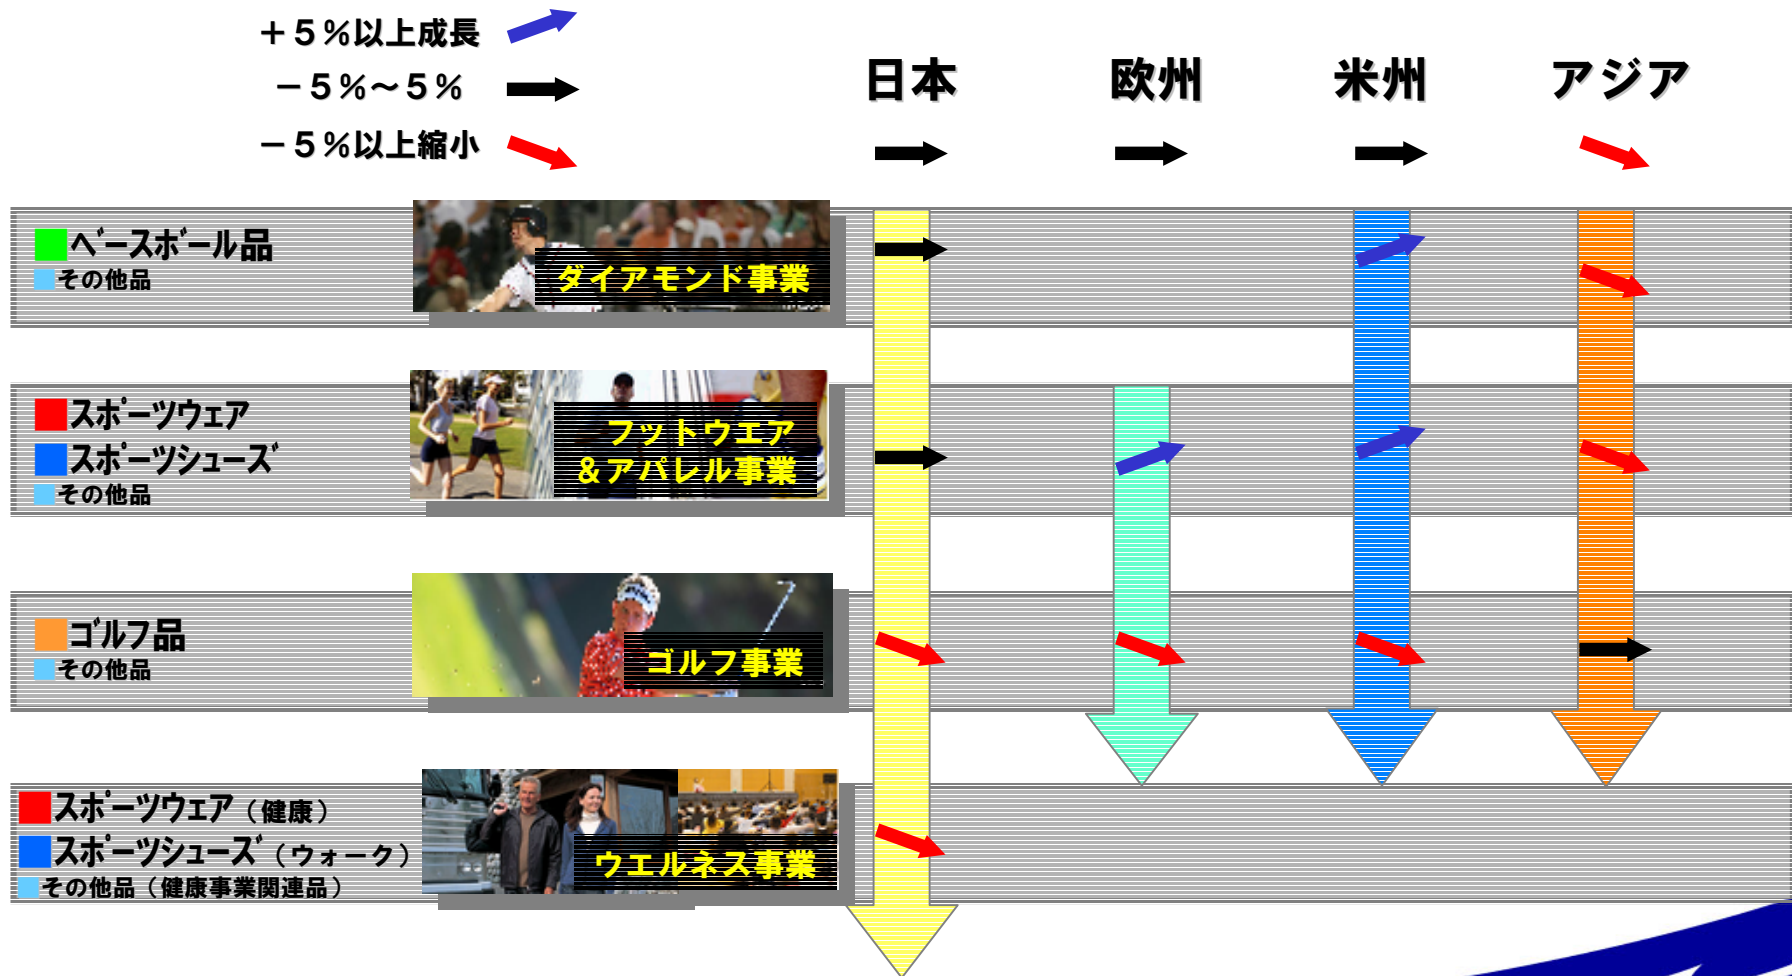 ＋５％以上成長
－５％～５％
－５％以上縮小
日本 欧州 米州 アジア
ﾍﾞースボール品
その他品
ダイアモンド事業
スポーツウェア
スポーツシューズ
その他品
フットウエア
＆アパレル事業
ゴルフ品
その他品
ゴルフ事業
スポーツウェア（健康）
スポーツシューズ（ウォーク）
その他品（健康事業関連品）
ウエルネス事業